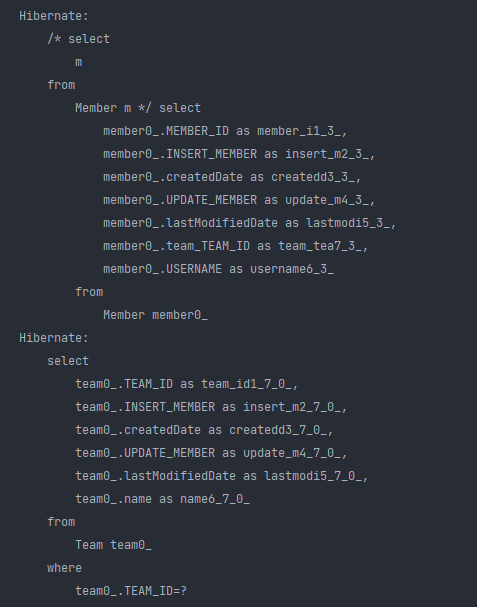 Hibernate:
    /* select
        m
    from
        Member m */ select
            member0_.MEMBER_ID as member_i1_3_,
            member0_.INSERT_MEMBER as insert_m2_3_,
            member0_.createdDate as createdd3_3_,
            member0_.UPDATE_MEMBER as update_m4_3_,
            member0_.lastModifiedDate as lastmodi5_3_,
            member0_.team_TEAM_ID as team_tea7_3_,
            member0_.USERNAME as username6_3_
        from
            Member member0_
Hibernate:
    select
        team0_.TEAM_ID as team_id1_7_0_,
        team0_.INSERT_MEMBER as insert_m2_7_0_,
        team0_.createdDate as createdd3_7_0_,
        team0_.UPDATE_MEMBER as update_m4_7_0_,
        team0_.lastModifiedDate as lastmodi5_7_0_,
        team0_.name as name6_7_0_
    from
        Team team0_
    where
        team0_.TEAM_ID=?